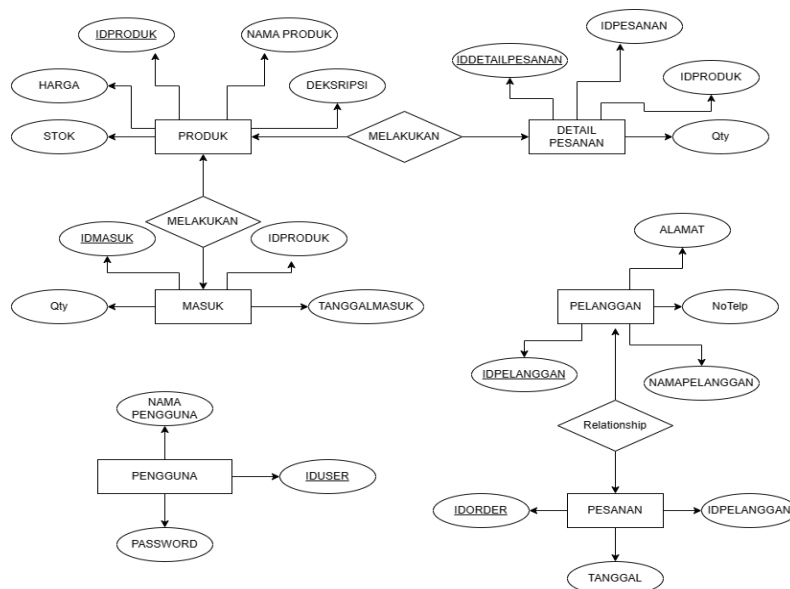 IDPRODUK
NAMA PRODUK
HARGA
DEKSRIPSI
STOK
PRODUK
MELAKUKAN
IDDETAILPESANAN
IDPESANAN
IDPRODUK
DETAIL
PESANAN
Qty
MELAKUKAN
IDMASUK
IDPRODUK
Qty
MASUK
TANGGALMASUK
ALAMAT
PELANGGAN
NoTelp
IDPELANGGAN
NAMAPELANGGAN
Relationship
NAMA
PENGGUNA
PENGGUNA
IDUSER
PASSWORD
IDORDER
PESANAN
IDPELANGGAN
TANGGAL